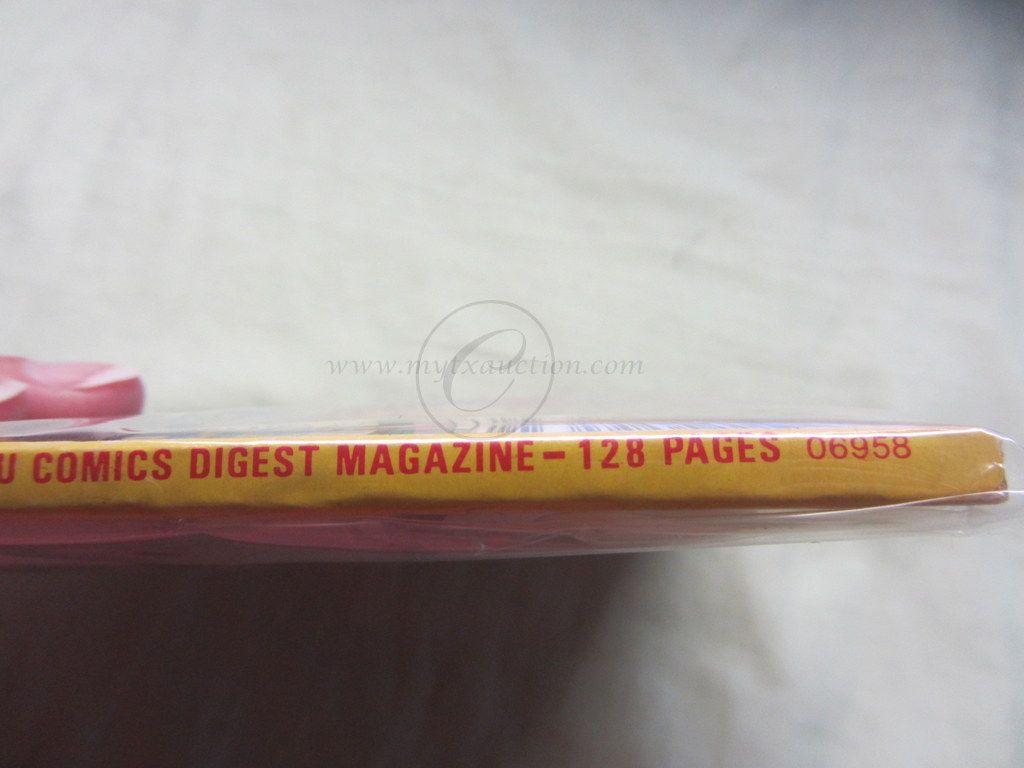 www.mytxauction.com
C
U COMICS DIGEST MAGAZINE – 128 PAGES 06958